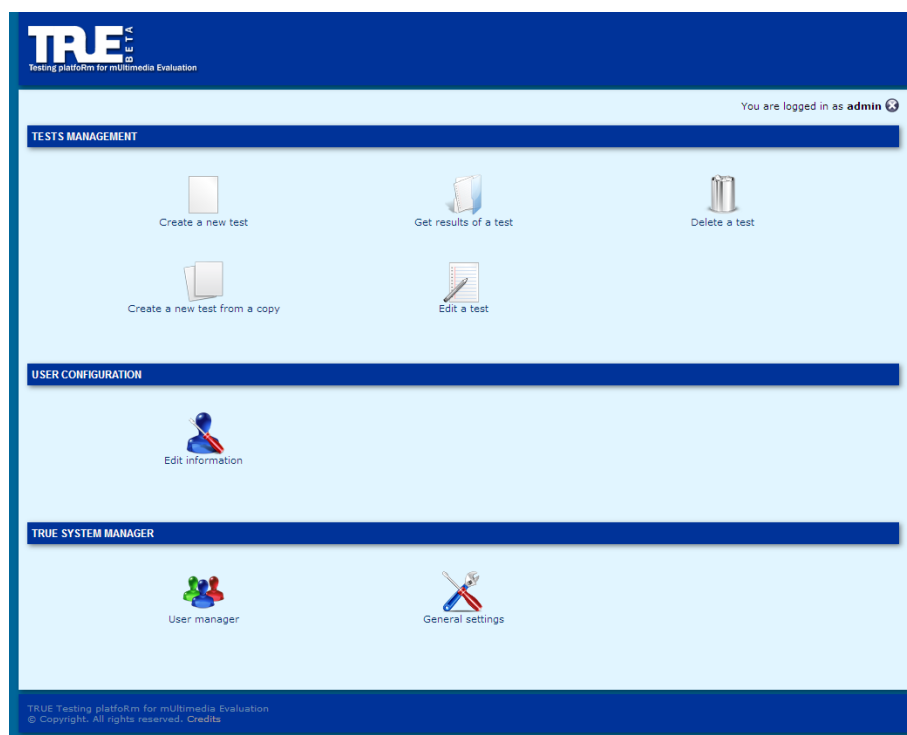 TRUE BETA
Testing platfoRm for mUltimedia Evaluation
You are logged in as admin
TESTS MANAGEMENT
Create a new test
Get results of a test
Delete a test
Create a new test from a copy
Edit a test
USER CONFIGURATION
Edit information
TRUE SYSTEM MANAGER
User manager
General settings
TRUE Testing platfoRm for mUltimedia Evaluation
© Copyright. All rights reserved. Credits